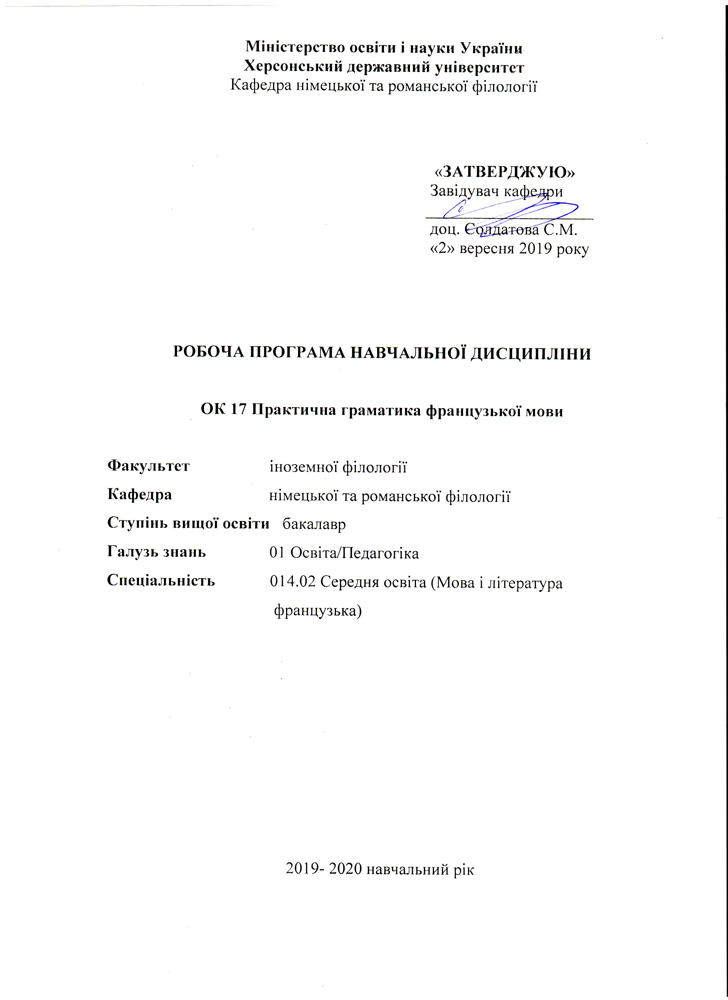 Міністерство освіти і науки України
Херсонський державний університет
Кафедра німецької та романської філології
«ЗАТВЕРДЖУЮ»
Завідувач кафедри
доц. Солдатова С.М.
«2» вересня 2019 року
РОБОЧА ПРОГРАМА НАВЧАЛЬНОЇ ДИСЦИПЛІНИ
ОК 17 Практична граматика французької мови
Факультет іноземної філології
Кафедра німецької та романської філології
Ступінь вищої освіти бакалавр
Галузь знань 01 Освіта/Педагогіка
Спеціальність 014.02 Середня освіта (Мова і література
французька)
2019- 2020 навчальний рік